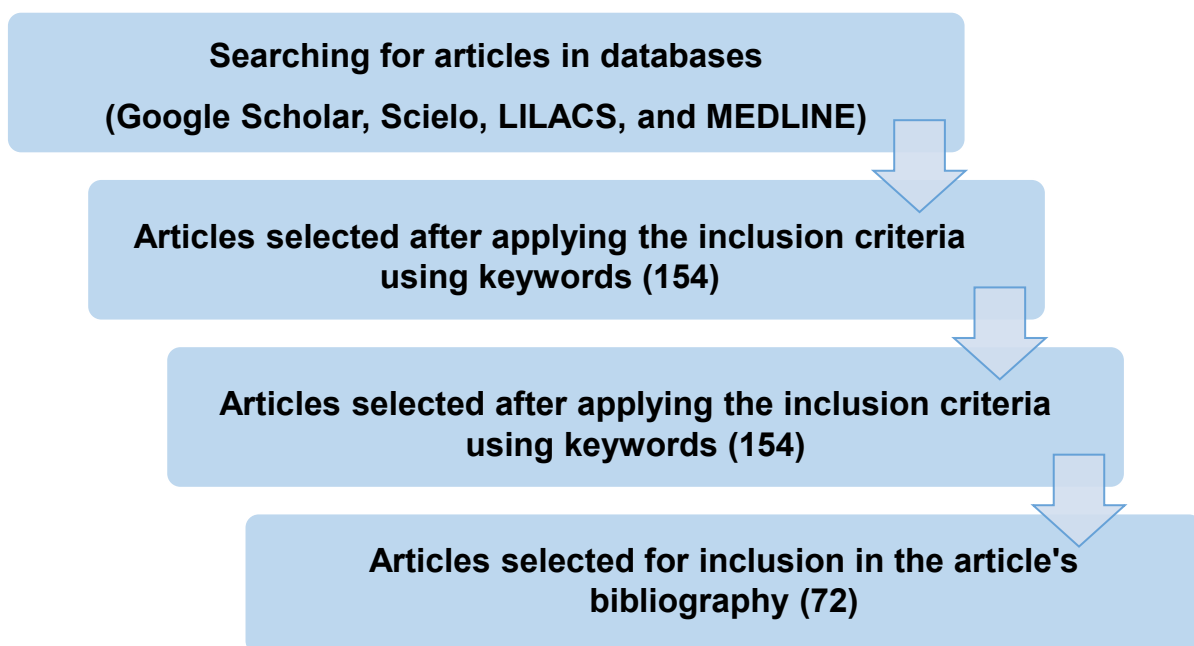 Searching for articles in databases
(Google Scholar, Scielo, LILACS, and MEDLINE)
Articles selected after applying the inclusion criteria
using keywords (154)
Articles selected after applying the inclusion criteria
using keywords (154)
Articles selected for inclusion in the article's
bibliography (72)